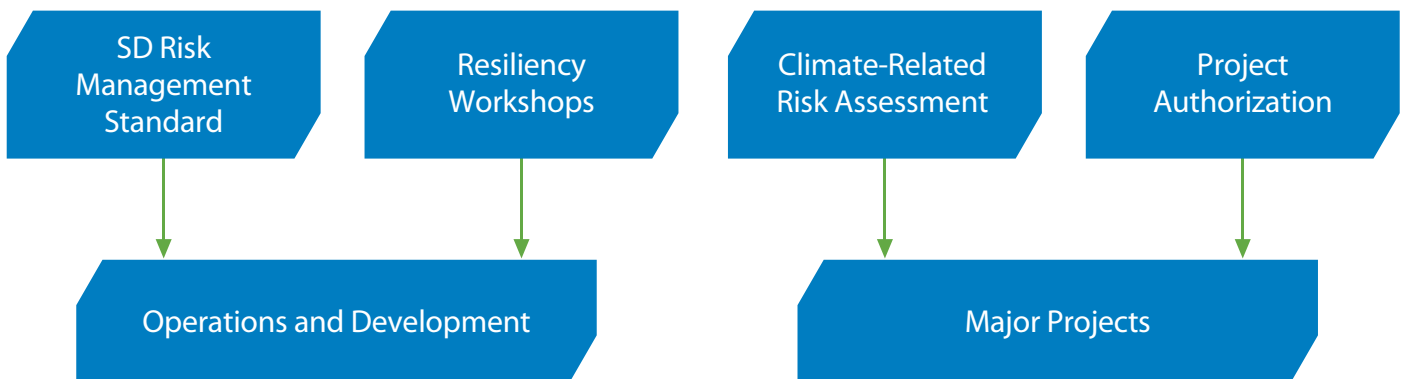 SD Risk
Management
Standard
Resiliency
Workshops
Climate-Related
Risk Assessment
Project
Authorization
Operations and Development
Major Projects